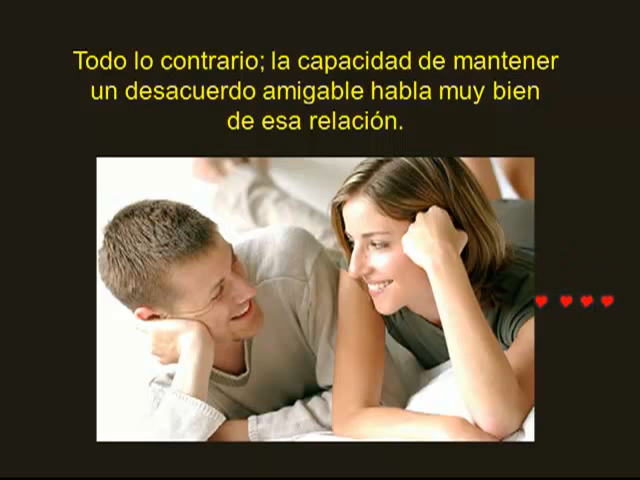 Todo lo contrario; la capacidad de mantener
un desacuerdo amigable habla muy bien
de esa relación.